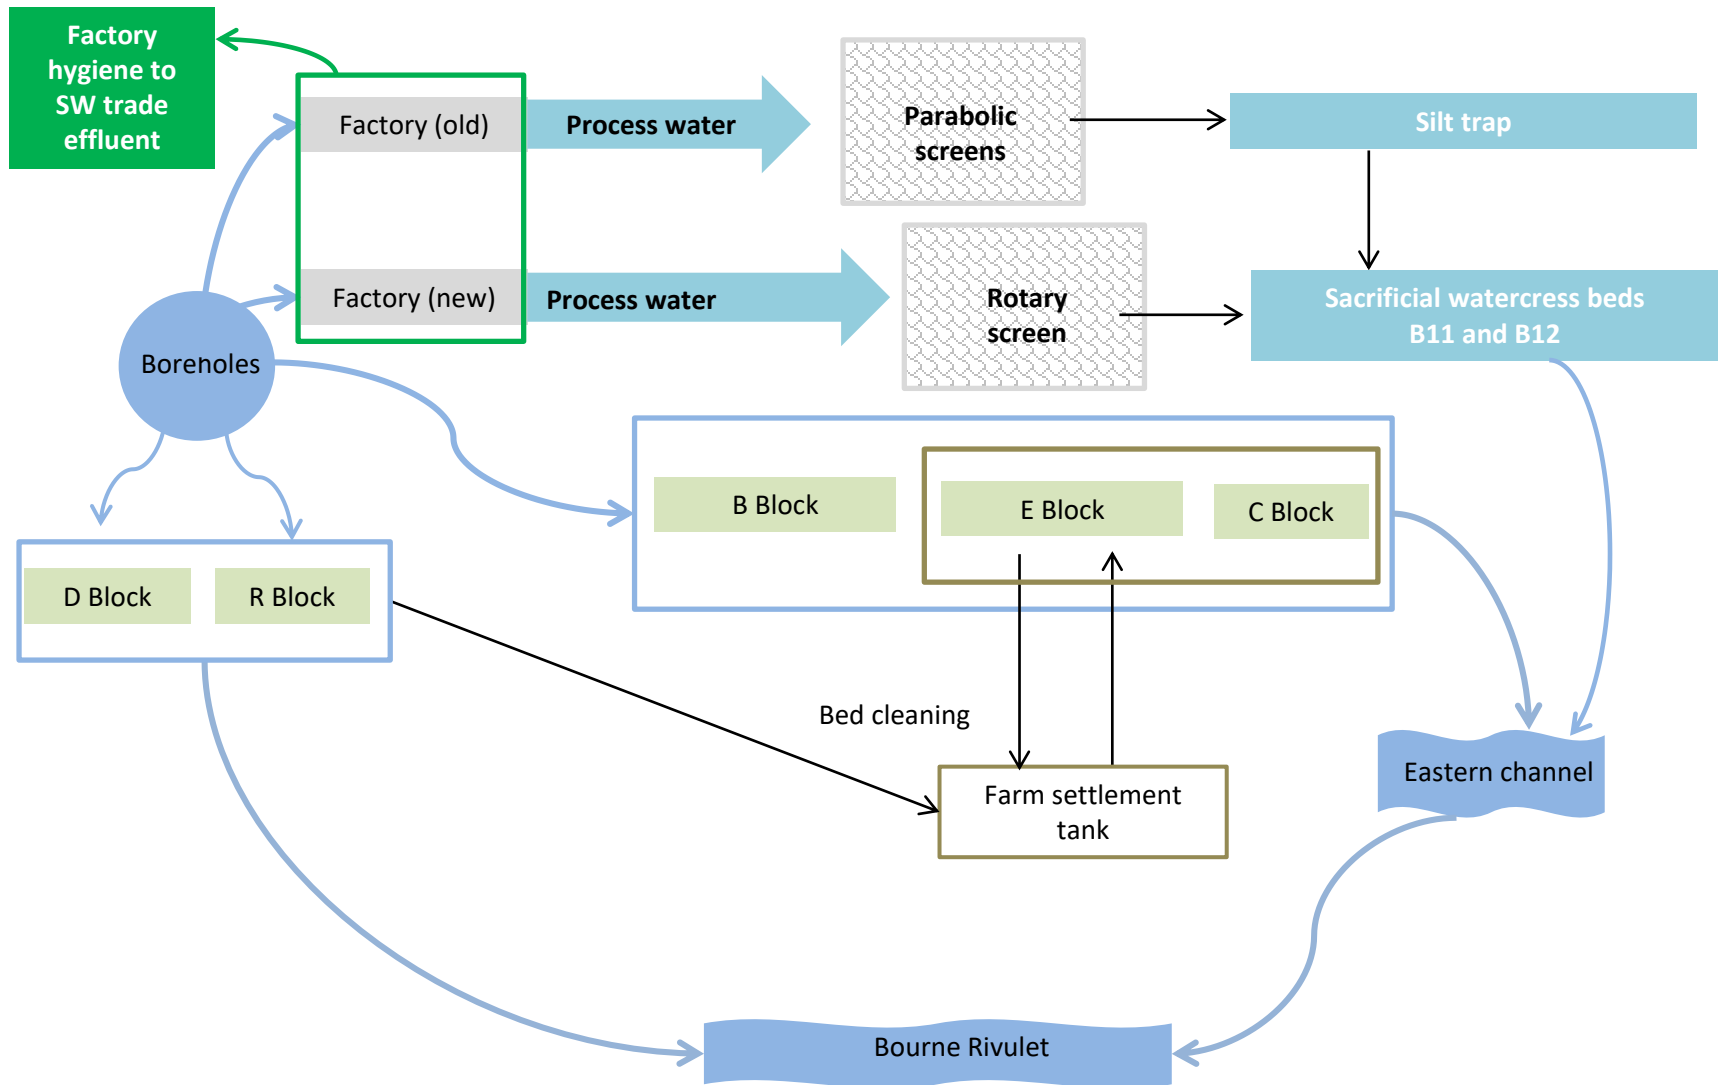 Factory
hygiene to
SW trade
effluent
Factory (old)
Process water
Parabolic
screens
Silt trap
Factory (new)
Process water
Rotary
screen
Sacrificial watercress beds
B11 and B12
Borenoles
B Block
E Block
C Block
D Block
R Block
Bed cleaning
Farm settlement
tank
Eastern channel
Bourne Rivulet